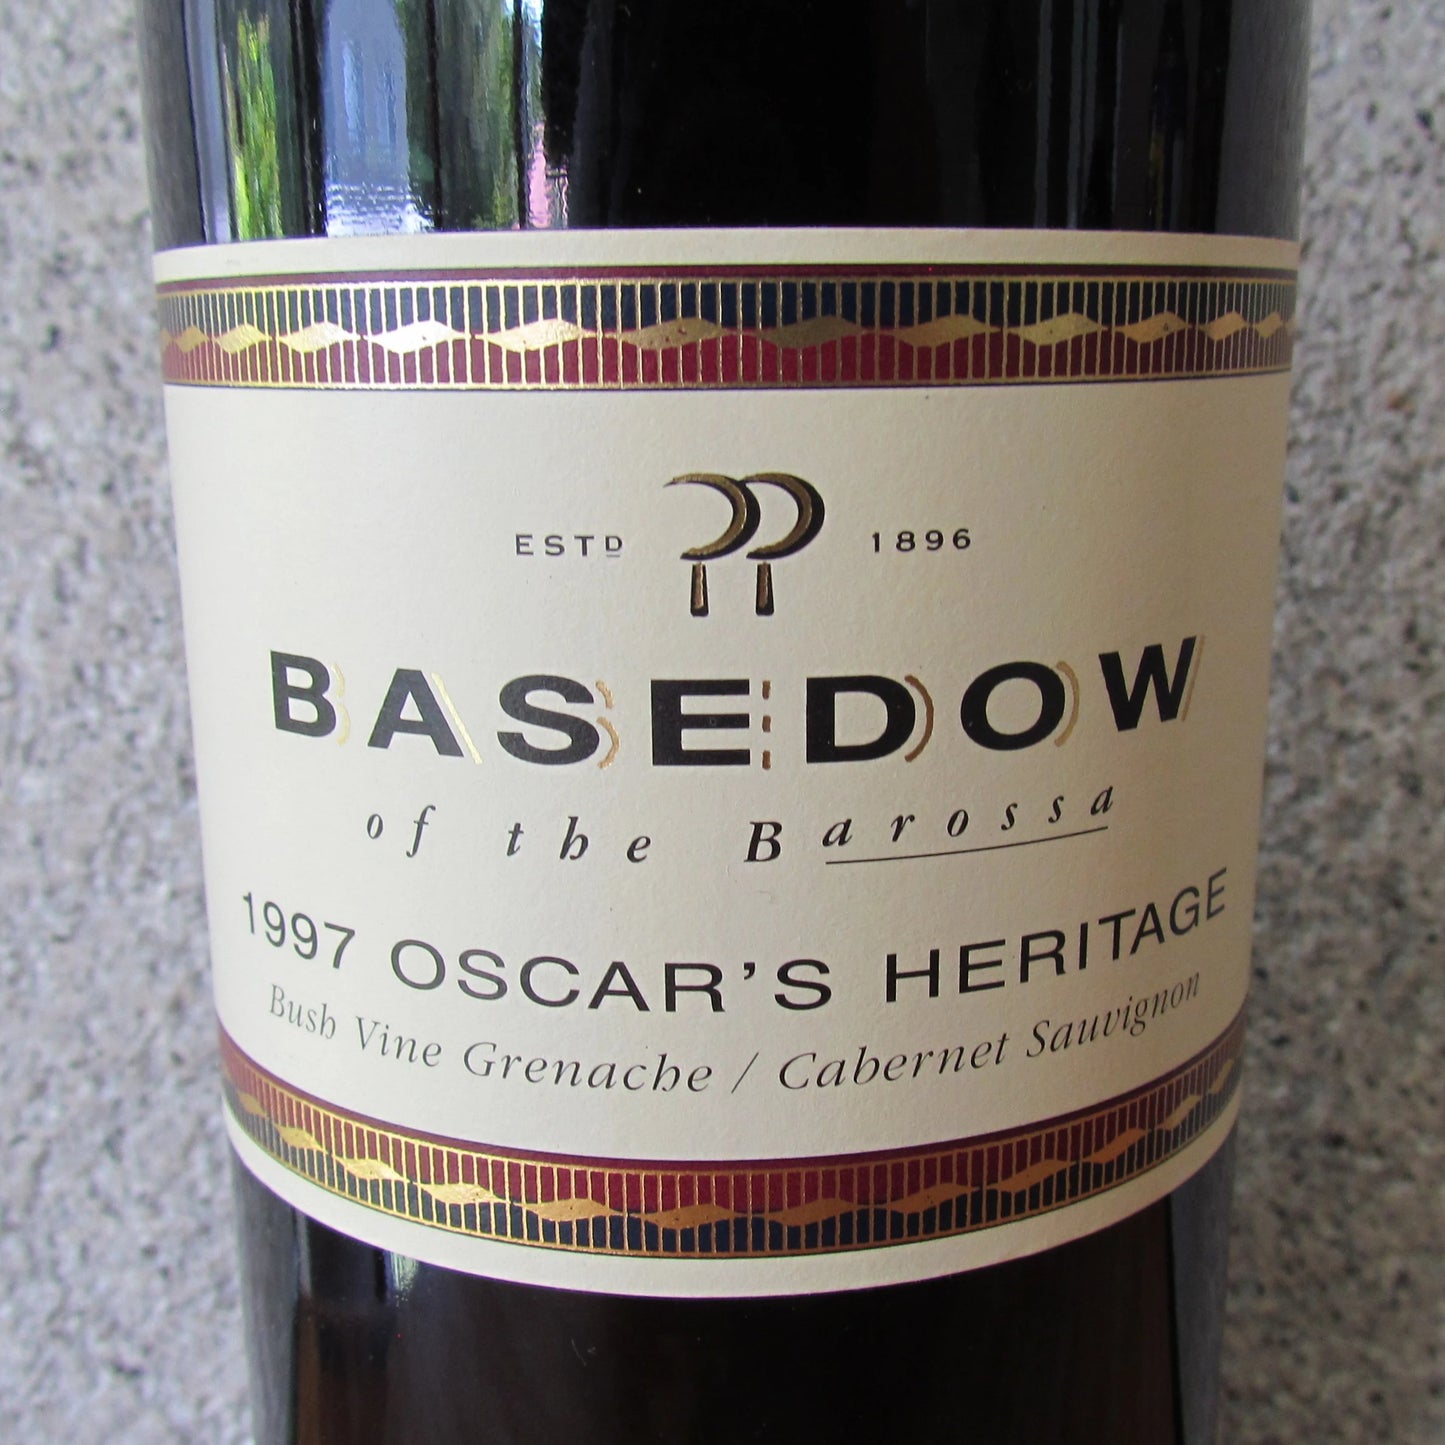 ESTD 1896
BASEDOW
of the Barossa
1997 OSCAR'S HERITAGE
Bush Vine Grenache / Cabernet Sauvignon